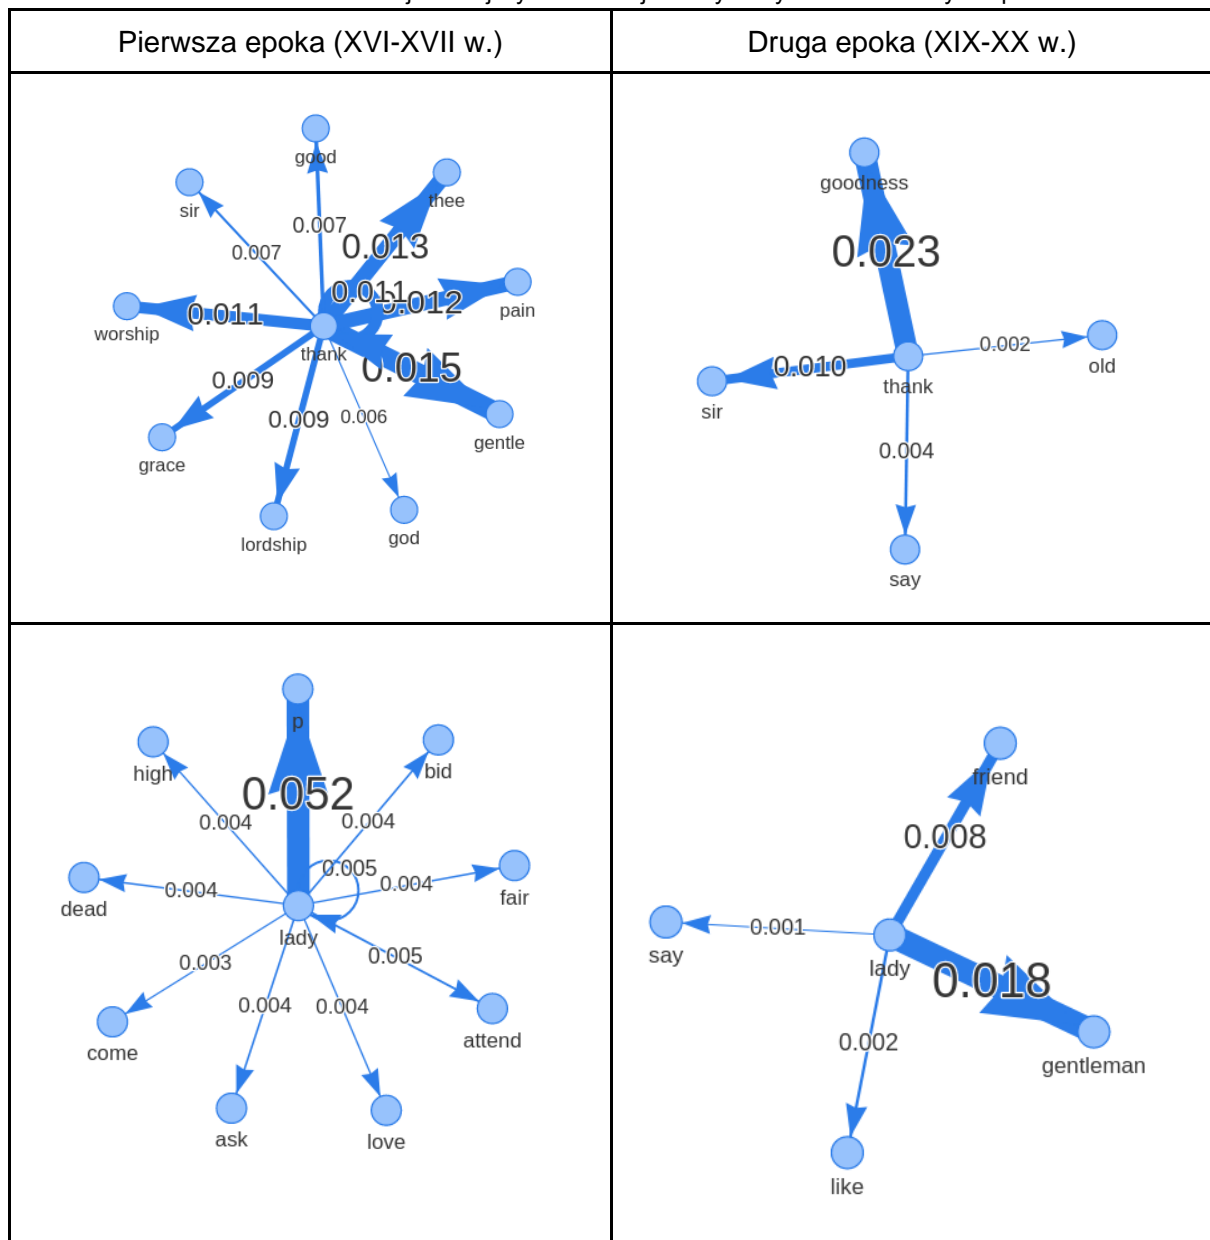 Pierwsza epoka (XVI-XVII w.)
Druga epoka (XIX-XX w.)
good
thee
sir
0.007
0.007
0.013
0.011
0.012
pain
worship
0.011
thank
0.015
0.009
0.009
0.006
gentle
grace
lordship
god
goodness
0.023
0.002
old
0.010
thank
sir
0.004
say
p
high
bid
0.052
0.004
0.004
0.005
0.004
0.004
fair
dead
lady
0.003
0.005
0.004
0.004
attend
come
ask
love
friend
0.008
0.001
say
lady
0.018
0.002
gentleman
like